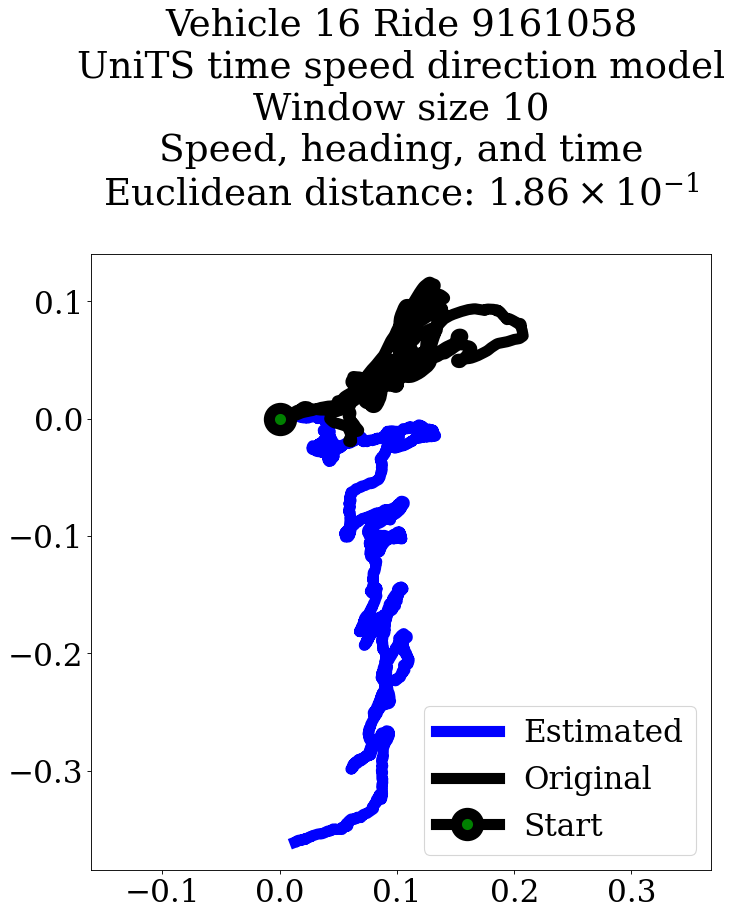 Vehicle 16 Ride 9161058
UniTS time speed direction model
Window size 10
Speed, heading, and time
Euclidean distance: 1.86 × 10⁻¹
0.1
0.0
−0.1
−0.2
−0.3
Estimated
Original
Start
−0.1 0.0 0.1 0.2 0.3